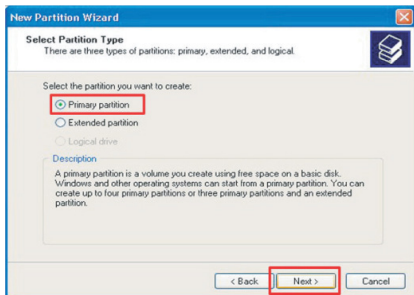 New Partition Wizard
Select Partition Type
There are three types of partitions: primary, extended, and logical.
Select the partition you want to create:
Primary partition
Extended partition
Logical drive
Description
A primary partition is a volume you create using free space on a basic disk.
Windows and other operating systems can start from a primary partition. You can
create up to four primary partitions or three primary partitions and an extended
partition.
< Back Next > Cancel